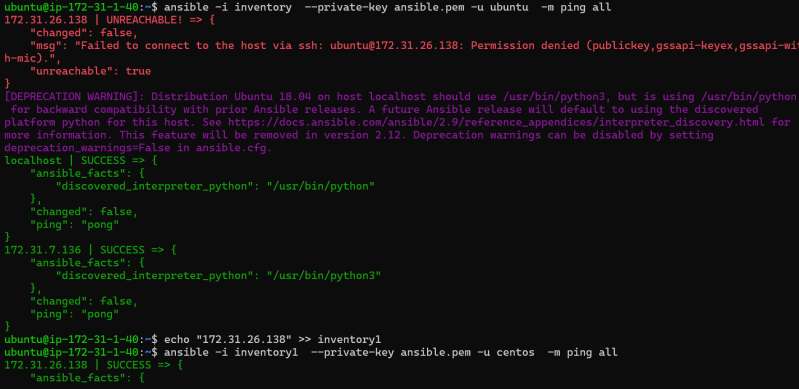 ubuntu@ip-172-31-1-40:~$ ansible -i inventory  --private-key ansible.pem -u ubuntu  -m ping all
172.31.26.138 | UNREACHABLE! => {
    "changed": false,
    "msg": "Failed to connect to the host via ssh: ubuntu@172.31.26.138: Permission denied (publickey,gssapi-keyex,gssapi-wit
h-mic).",
    "unreachable": true
}
[DEPRECATION WARNING]: Distribution Ubuntu 18.04 on host localhost should use /usr/bin/python3, but is using /usr/bin/python
 for backward compatibility with prior Ansible releases. A future Ansible release will default to using the discovered
platform python for this host. See https://docs.ansible.com/ansible/2.9/reference_appendices/interpreter_discovery.html for
more information. This feature will be removed in version 2.12. Deprecation warnings can be disabled by setting
deprecation_warnings=False in ansible.cfg.
localhost | SUCCESS => {
    "ansible_facts": {
        "discovered_interpreter_python": "/usr/bin/python"
    },
    "changed": false,
    "ping": "pong"
}
172.31.7.136 | SUCCESS => {
    "ansible_facts": {
        "discovered_interpreter_python": "/usr/bin/python3"
    },
    "changed": false,
    "ping": "pong"
}
ubuntu@ip-172-31-1-40:~$ echo "172.31.26.138" >> inventory1
ubuntu@ip-172-31-1-40:~$ ansible -i inventory1  --private-key ansible.pem -u centos  -m ping all
172.31.26.138 | SUCCESS => {
    "ansible_facts": {